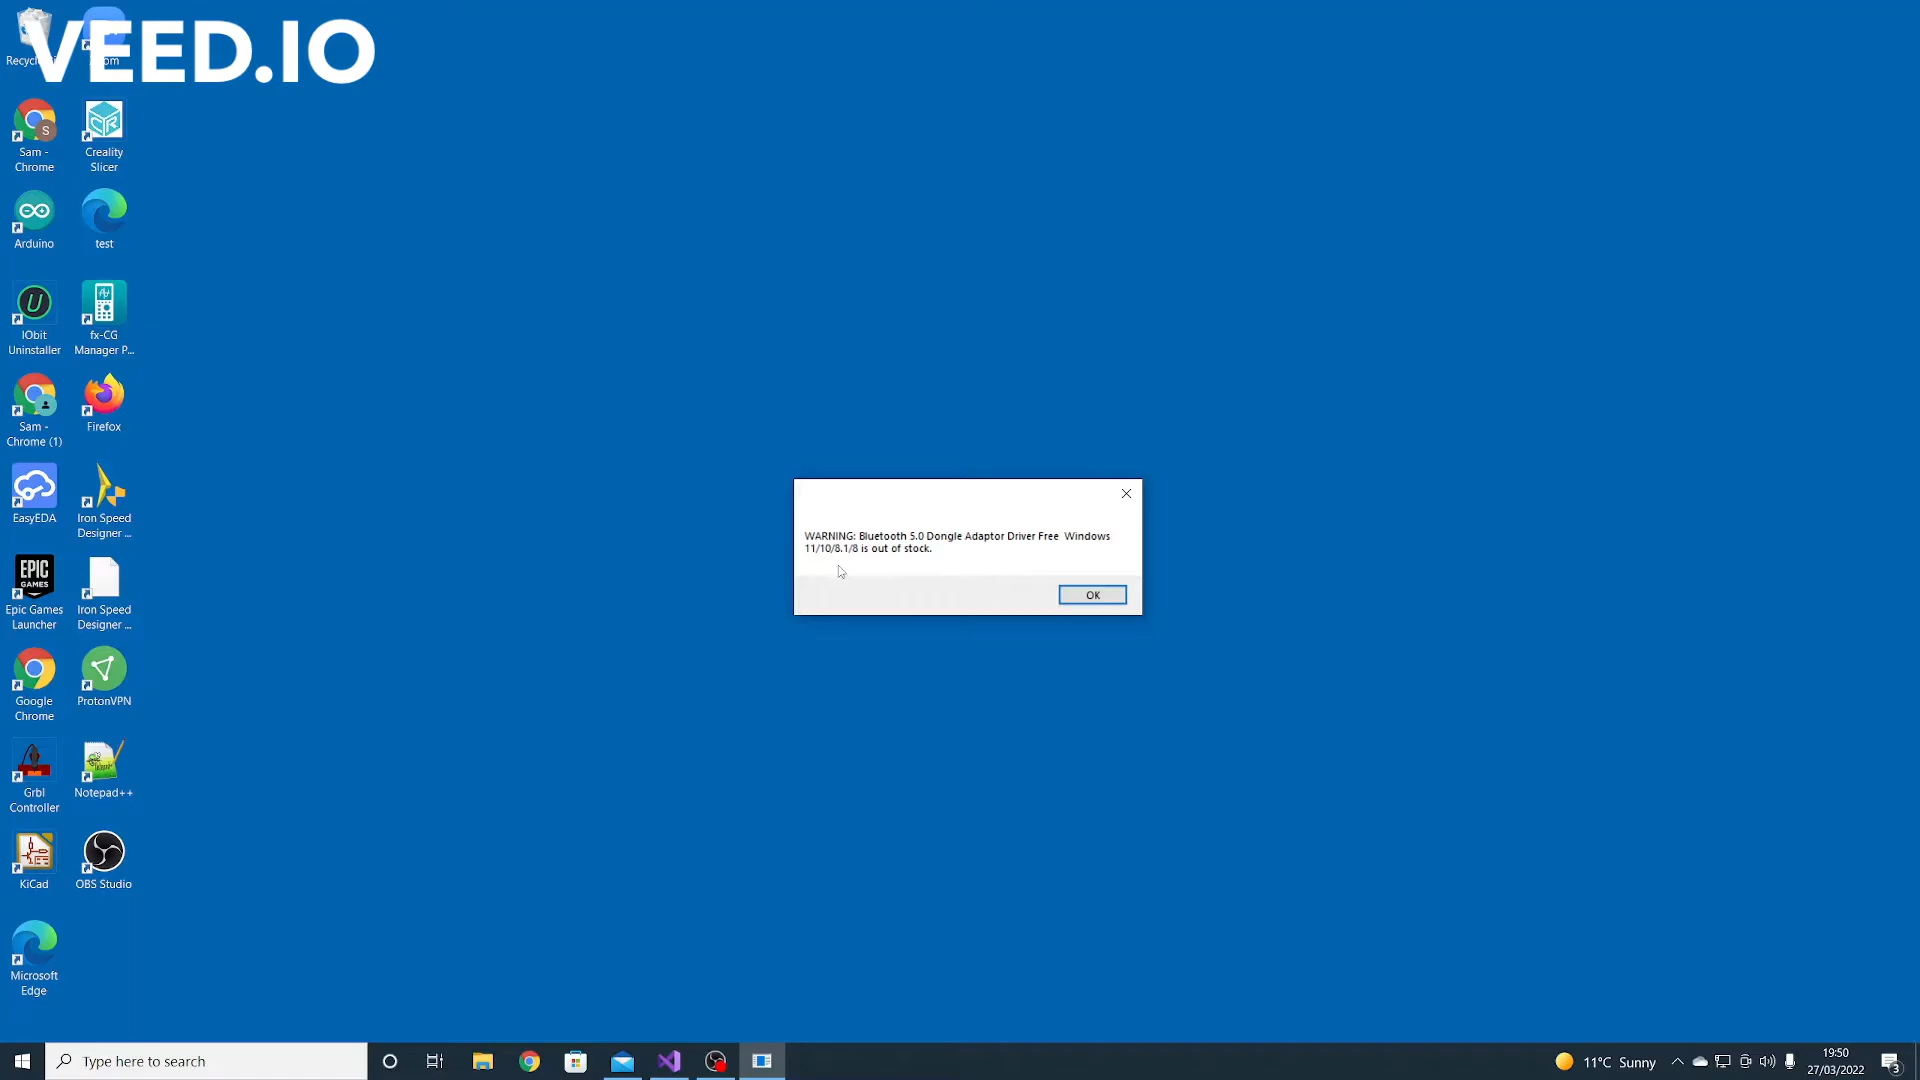 VEED.IO
Recyc
om
Sam -
Chrome
Creality
Slicer
Arduino
test
IObit
Uninstaller
fx-CG
Manager P...
Sam -
Chrome (1)
Firefox
EasyEDA
Iron Speed
Designer ...
EPIC
GAMES
Epic Games
Launcher
Iron Speed
Designer ...
Google
Chrome
ProtonVPN
Grbl
Controller
Notepad++
KiCad
OBS Studio
Microsoft
Edge
WARNING: Bluetooth 5.0 Dongle Adaptor Driver Free  Windows
11/10/8.1/8 is out of stock.
OK
Type here to search
11°C Sunny
19:50
27/03/2022
3